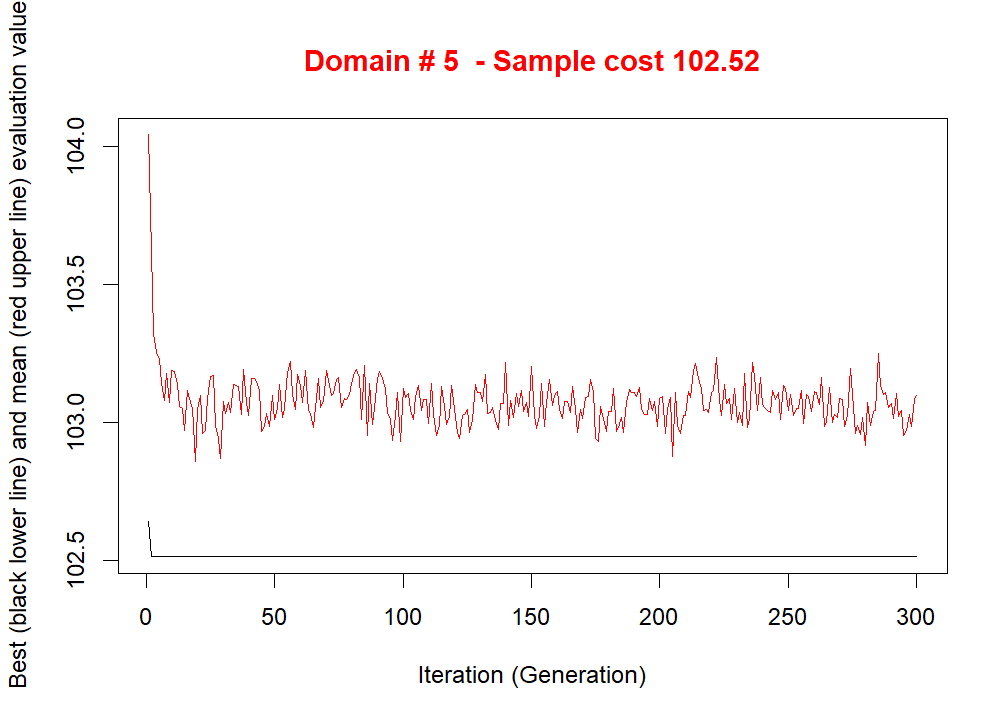 Domain # 5  - Sample cost 102.52
Best (black lower line) and mean (red upper line) evaluation value
104.0
103.5
103.0
102.5
0 50 100 150 200 250 300
Iteration (Generation)